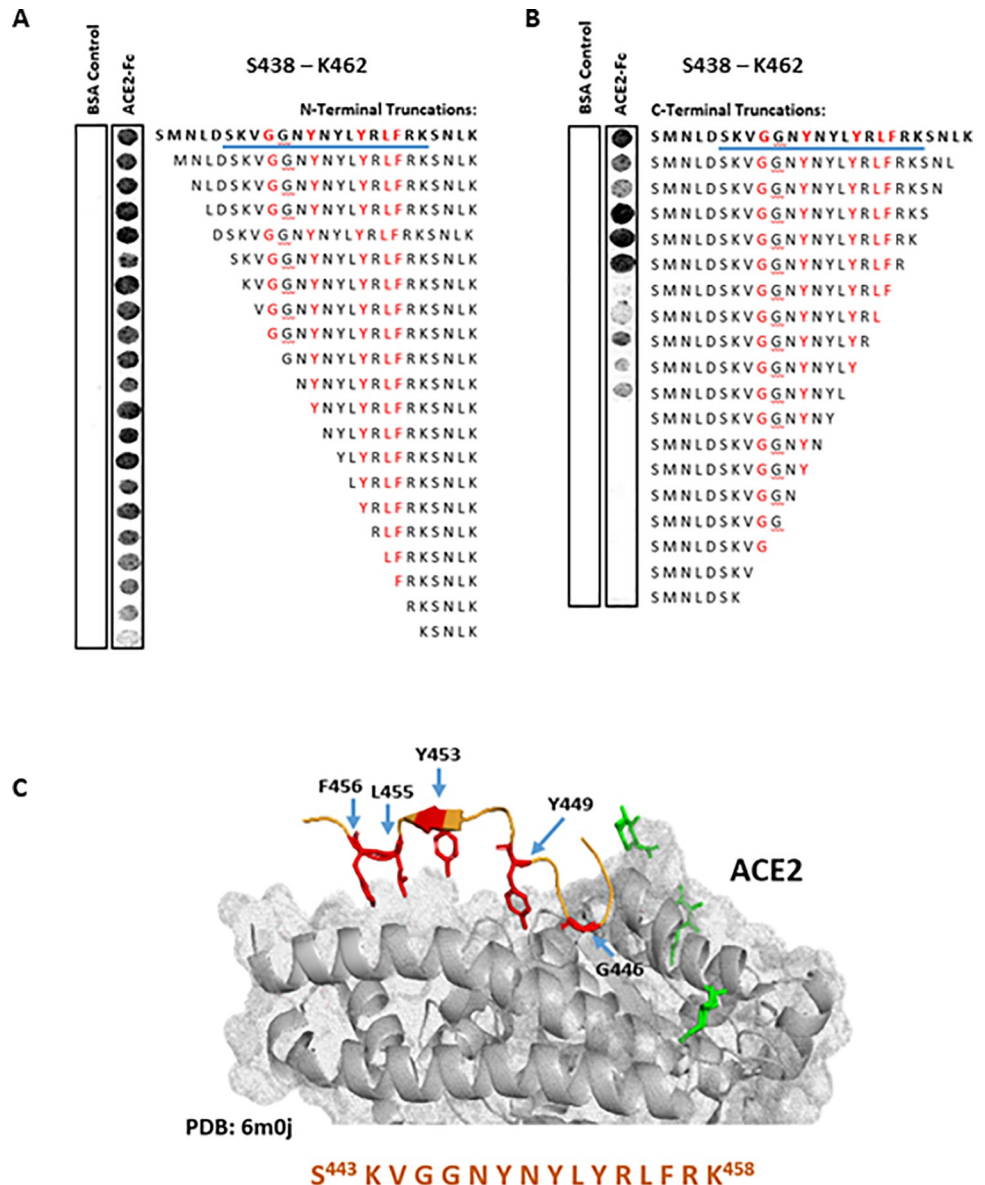 A
BSA Control
ACE2-Fc
S438 – K462
N-Terminal Truncations:
SMNLDSKVGGNYNYLYRLFRKSNLK
MNLDSKVGGNYNYLYRLFRKSNLK
NLDSKVGGNYNYLYRLFRKSNLK
LDSKVGGNYNYLYRLFRKSNLK
DSKVGGNYNYLYRLFRKSNLK
SKVGGNYNYLYRLFRKSNLK
KVGGNYNYLYRLFRKSNLK
VGGNYNYLYRLFRKSNLK
GGNYNYLYRLFRKSNLK
GNYNYLYRLFRKSNLK
NYNYLYRLFRKSNLK
YNYLYRLFRKSNLK
NYLYRLFRKSNLK
YLYRLFRKSNLK
LYRLFRKSNLK
YRLFRKSNLK
RLFRKSNLK
LFRKSNLK
FRKSNLK
RKSNLK
KSNLK
B
BSA Control
ACE2-Fc
S438 – K462
C-Terminal Truncations:
SMNLDSKVGGNYNYLYRLFRKSNLK
SMNLDSKVGGNYNYLYRLFRKSNL
SMNLDSKVGGNYNYLYRLFRKSN
SMNLDSKVGGNYNYLYRLFRKS
SMNLDSKVGGNYNYLYRLFRK
SMNLDSKVGGNYNYLYRLFR
SMNLDSKVGGNYNYLYRLF
SMNLDSKVGGNYNYLYRL
SMNLDSKVGGNYNYLYR
SMNLDSKVGGNYNYLY
SMNLDSKVGGNYNYL
SMNLDSKVGGNYNY
SMNLDSKVGGNYN
SMNLDSKVGGNY
SMNLDSKVGGN
SMNLDSKVGG
SMNLDSKVG
SMNLDSKV
SMNLDSK
C
Y453
F456
L455
Y449
ACE2
G446
PDB: 6m0j
S443 K V G G N Y N Y L Y R L F R K458